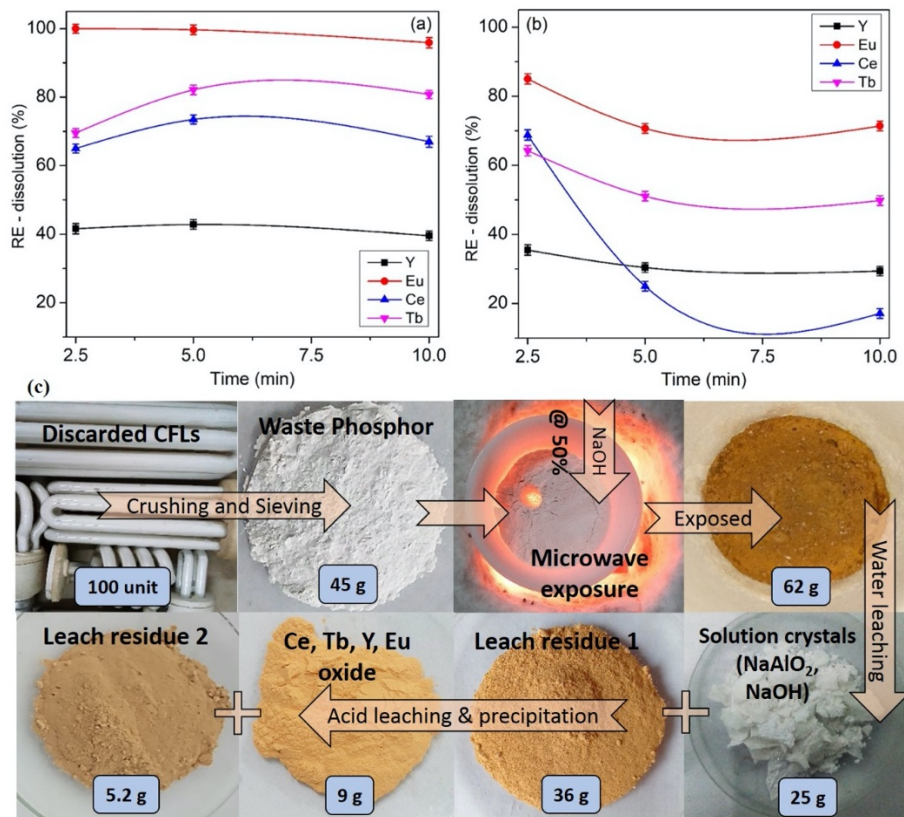 (a)
100
80
60
40
20
RE - dissolution (%)
Y
Eu
Ce
Tb
2.5
5.0
7.5
10.0
Time (min)
(b)
100
80
60
40
20
RE - dissolution (%)
Y
Eu
Ce
Tb
2.5
5.0
7.5
10.0
Time (min)
(c)
Discarded CFLs
100 unit
Crushing and Sieving
Waste Phosphor
45 g
NaOH
@ 50%
Microwave
exposure
Exposed
62 g
Water leaching
Solution crystals
(NaAlO₂,
NaOH)
25 g
Leach residue 1
36 g
Acid leaching & precipitation
Ce, Tb, Y, Eu
oxide
9 g
Leach residue 2
5.2 g